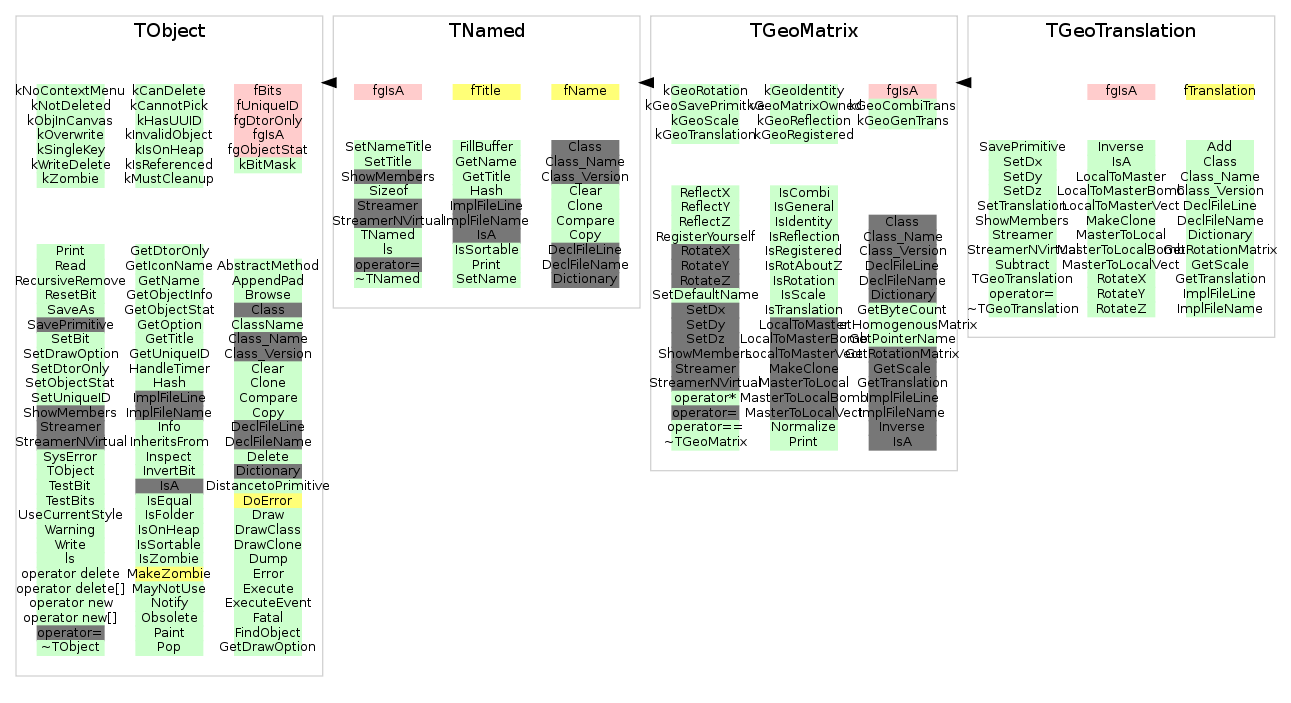 TObject
kNoContextMenu
kNotDeleted
kObjInCanvas
kOverwrite
kSingleKey
kWriteDelete
kZombie
kCanDelete
kCannotPick
kHasUUID
kInvalidObject
kIsOnHeap
kIsReferenced
kMustCleanup
fBits
fUniqueID
fgDtorOnly
fgIsA
fgObjectStat
kBitMask
Print
Read
RecursiveRemove
ResetBit
SaveAs
SavePrimitive
SetBit
SetDrawOption
SetDtorOnly
SetObjectStat
SetUniqueID
ShowMembers
Streamer
StreamerNVirtual
SysError
TObject
TestBit
TestBits
UseCurrentStyle
Warning
Write
ls
operator delete
operator delete[]
operator new
operator new[]
operator=
~TObject
GetDtorOnly
GetIconName
GetName
GetObjectInfo
GetObjectStat
GetOption
GetTitle
GetUniqueID
HandleTimer
Hash
ImplFileLine
ImplFileName
Info
InheritsFrom
Inspect
InvertBit
IsA
IsEqual
IsFolder
IsOnHeap
IsSortable
IsZombie
MakeZombie
MayNotUse
Notify
Obsolete
Paint
Pop
AbstractMethod
AppendPad
Browse
Class
ClassName
Class_Name
Class_Version
Clear
Clone
Compare
Copy
DeclFileLine
DeclFileName
Delete
Dictionary
DistancetoPrimitive
DoError
Draw
DrawClass
DrawClone
Dump
Error
Execute
ExecuteEvent
Fatal
FindObject
GetDrawOption
TNamed
fgIsA
fTitle
fName
SetNameTitle
SetTitle
ShowMembers
Sizeof
Streamer
StreamerNVirtual
TNamed
ls
operator=
~TNamed
FillBuffer
GetName
GetTitle
Hash
ImplFileLine
ImplFileName
IsA
IsSortable
Print
SetName
Class
Class_Name
Class_Version
Clear
Clone
Compare
Copy
DeclFileLine
DeclFileName
Dictionary
TGeoMatrix
kGeoRotation
kGeoSavePrimitive
kGeoScale
kGeoTranslation
kGeoIdentity
kGeoMatrixOwned
kGeoReflection
kGeoRegistered
fgIsA
kGeoCombiTrans
kGeoGenTrans
ReflectX
ReflectY
ReflectZ
RegisterYourself
RotateX
RotateY
RotateZ
SetDefaultName
SetDx
SetDy
SetDz
ShowMembers
Streamer
StreamerNVirtual
operator*
operator=
operator==
~TGeoMatrix
IsCombi
IsGeneral
IsIdentity
IsReflection
IsRegistered
IsRotAboutZ
IsRotation
IsScale
IsTranslation
LocalToMaster
LocalToMasterBomb
LocalToMasterVect
MakeClone
MasterToLocal
MasterToLocalBomb
MasterToLocalVect
Normalize
Print
Class
Class_Name
Class_Version
DeclFileLine
DeclFileName
Dictionary
GetByteCount
GetHomogenousMatrix
GetPointerName
GetRotationMatrix
GetScale
GetTranslation
ImplFileLine
ImplFileName
Inverse
IsA
TGeoTranslation
fgIsA
fTranslation
SavePrimitive
SetDx
SetDy
SetDz
SetTranslation
ShowMembers
Streamer
StreamerNVirtual
Subtract
TGeoTranslation
operator=
~TGeoTranslation
Inverse
IsA
LocalToMaster
LocalToMasterBomb
LocalToMasterVect
MakeClone
MasterToLocal
MasterToLocalBomb
MasterToLocalVect
RotateX
RotateY
RotateZ
Add
Class
Class_Name
Class_Version
DeclFileLine
DeclFileName
Dictionary
GetRotationMatrix
GetScale
GetTranslation
ImplFileLine
ImplFileName